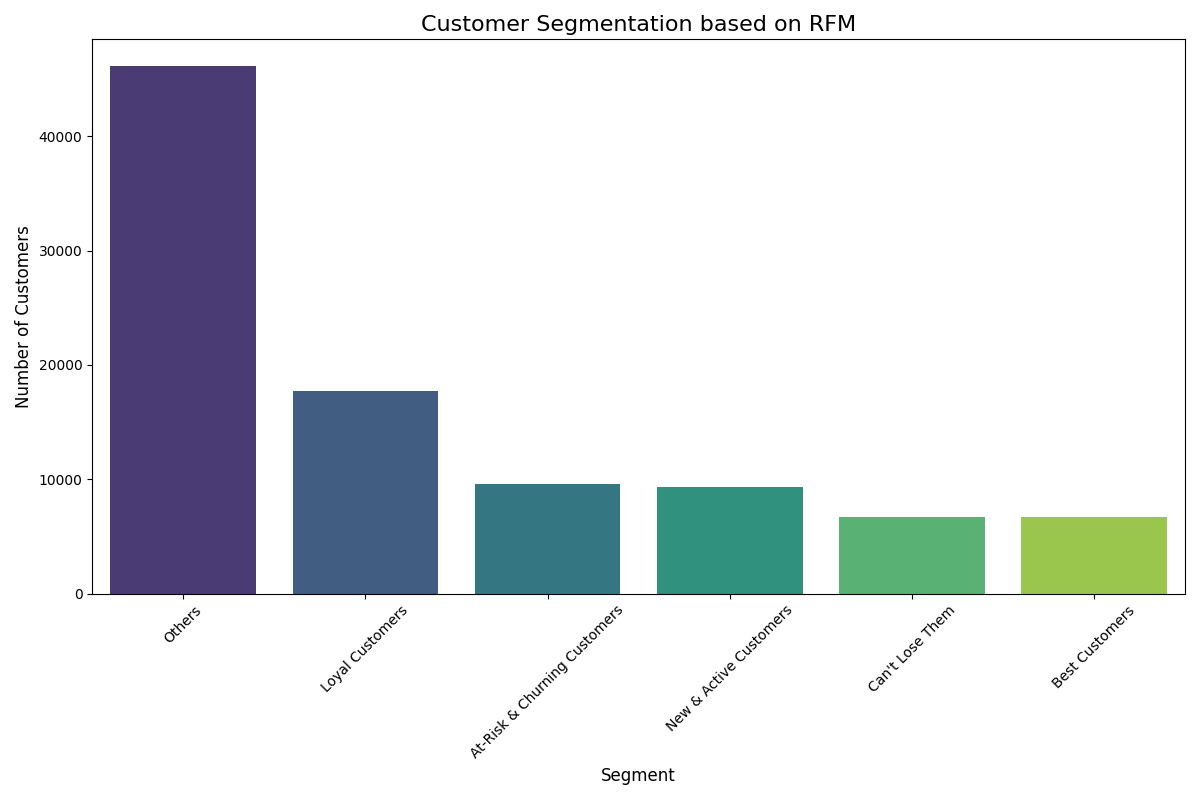 Customer Segmentation based on RFM
Number of Customers
40000
30000
20000
10000
0
Others
Loyal Customers
At-Risk & Churning Customers
New & Active Customers
Can't Lose Them
Best Customers
Segment